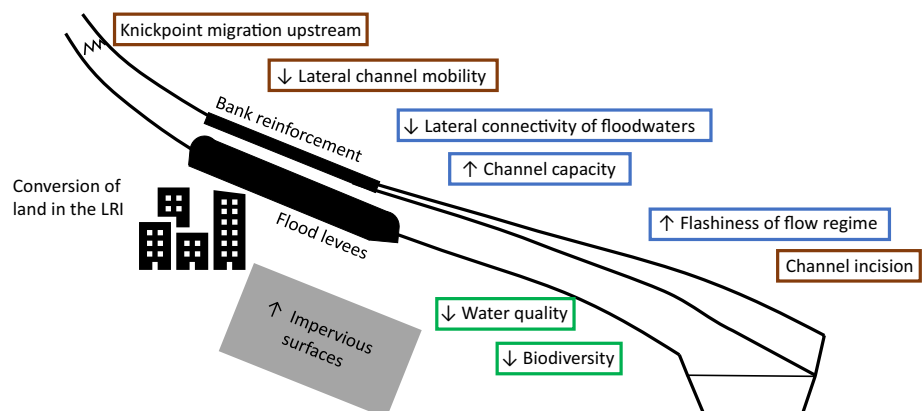 Knickpoint migration upstream
↓ Lateral channel mobility
Bank reinforcement
↓ Lateral connectivity of floodwaters
↑ Channel capacity
Conversion of
land in the LRI
Flood levees
↑ Flashiness of flow regime
Channel incision
↑ Impervious
surfaces
↓ Water quality
↓ Biodiversity